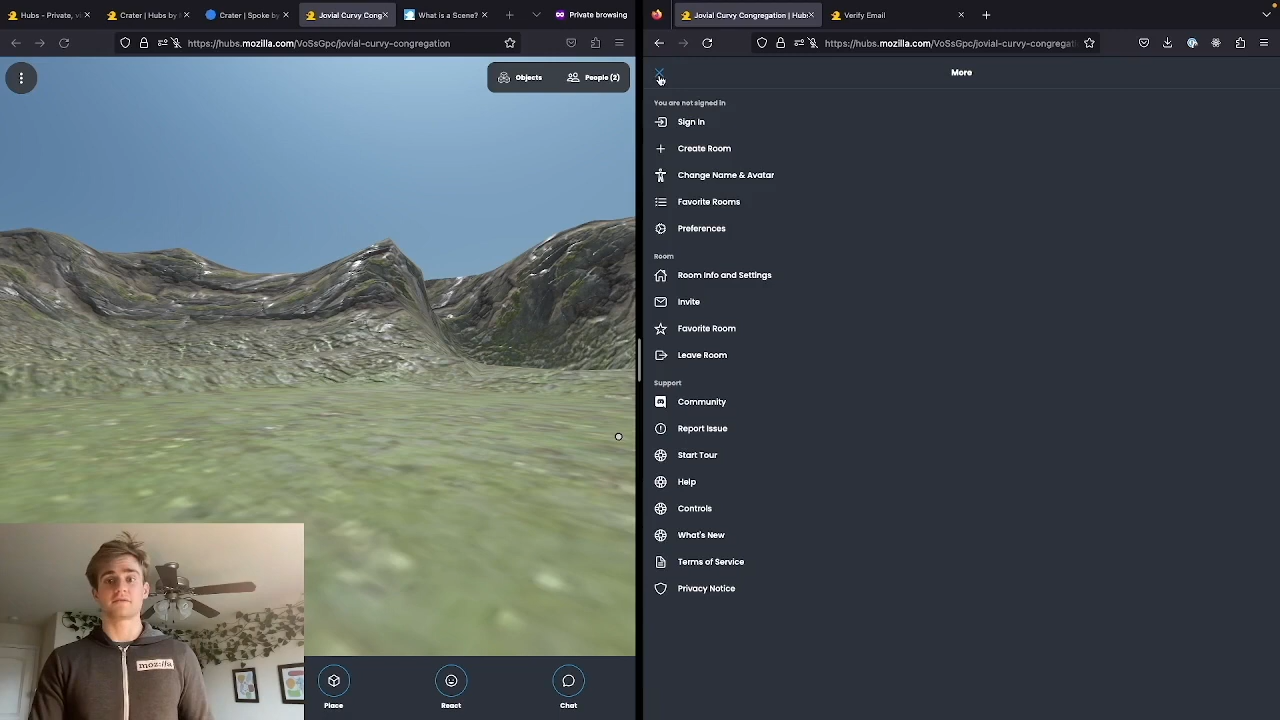 Hubs - Private, vi
Crater | Hubs by
Crater | Spoke by
Jovial Curvy Cong
What is a Scene?
Private browsing
https://hubs.mozilla.com/VoSsGpc/jovial-curvy-congregation
Objects
People (2)
moz://a
Place
React
Chat
Jovial Curvy Congregation | Hubs
Verify Email
https://hubs.mozilla.com/VoSsGpc/jovial-curvy-congregati
More
You are not signed in
Sign In
Create Room
Change Name & Avatar
Favorite Rooms
Preferences
Room
Room Info and Settings
Invite
Favorite Room
Leave Room
Support
Community
Report Issue
Start Tour
Help
Controls
What's New
Terms of Service
Privacy Notice